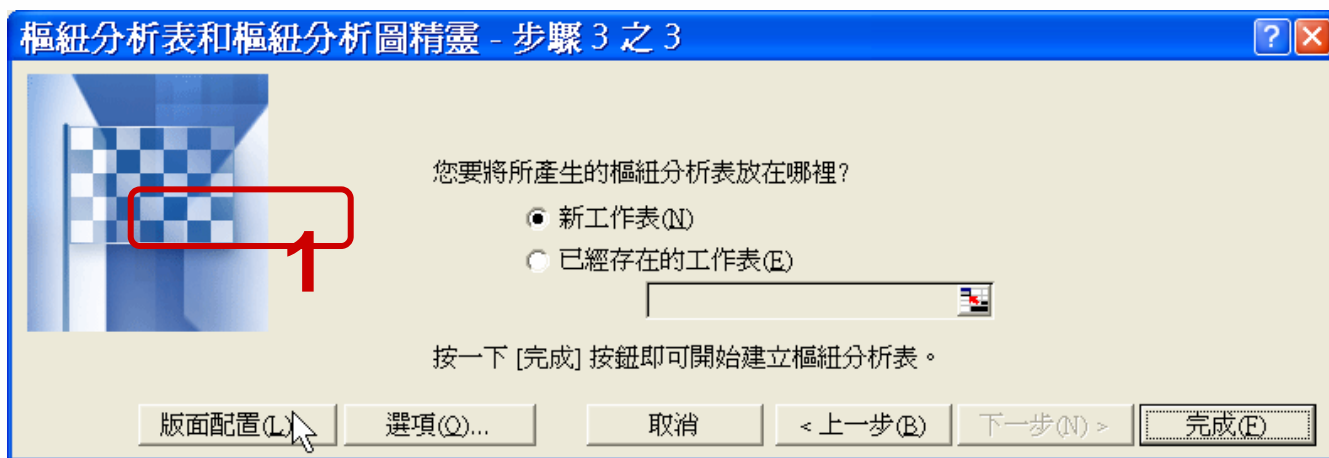 樞紐分析表和樞紐分析圖精靈 - 步驟 3 之 3
您要將所產生的樞紐分析表放在哪裡?
新工作表(N)
1
已經存在的工作表(E)
按一下 [完成] 按鈕即可開始建立樞紐分析表。
版面配置(L) 選項(O)... 取消 < 上一步(B) 下一步(N) > 完成(F)